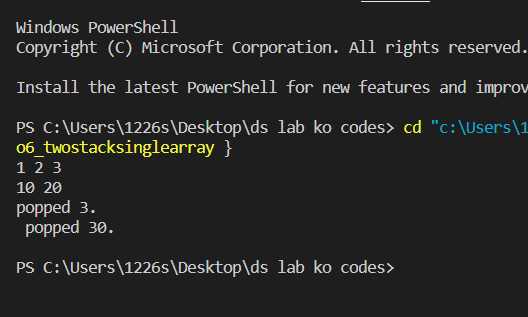 Windows PowerShell
Copyright (C) Microsoft Corporation. All rights reserved.
Install the latest PowerShell for new features and improv
PS C:\Users\1226s\Desktop\ds lab ko codes> cd "c:\Users\1
o6_twostacksinglearray }
1 2 3
10 20
popped 3.
popped 30.
PS C:\Users\1226s\Desktop\ds lab ko codes>